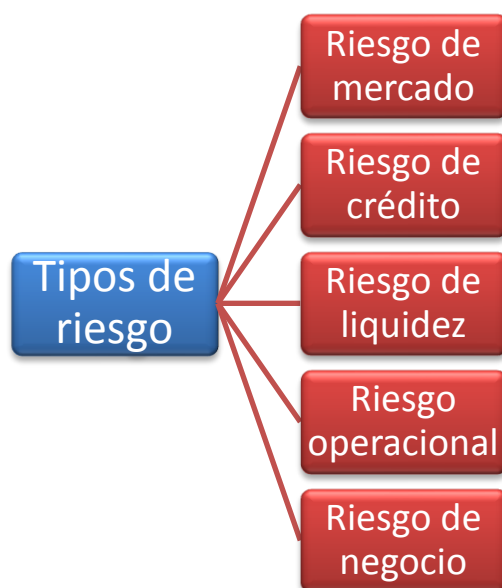 Tipos de
riesgo
Riesgo de
mercado
Riesgo de
crédito
Riesgo de
liquidez
Riesgo
operacional
Riesgo de
negocio